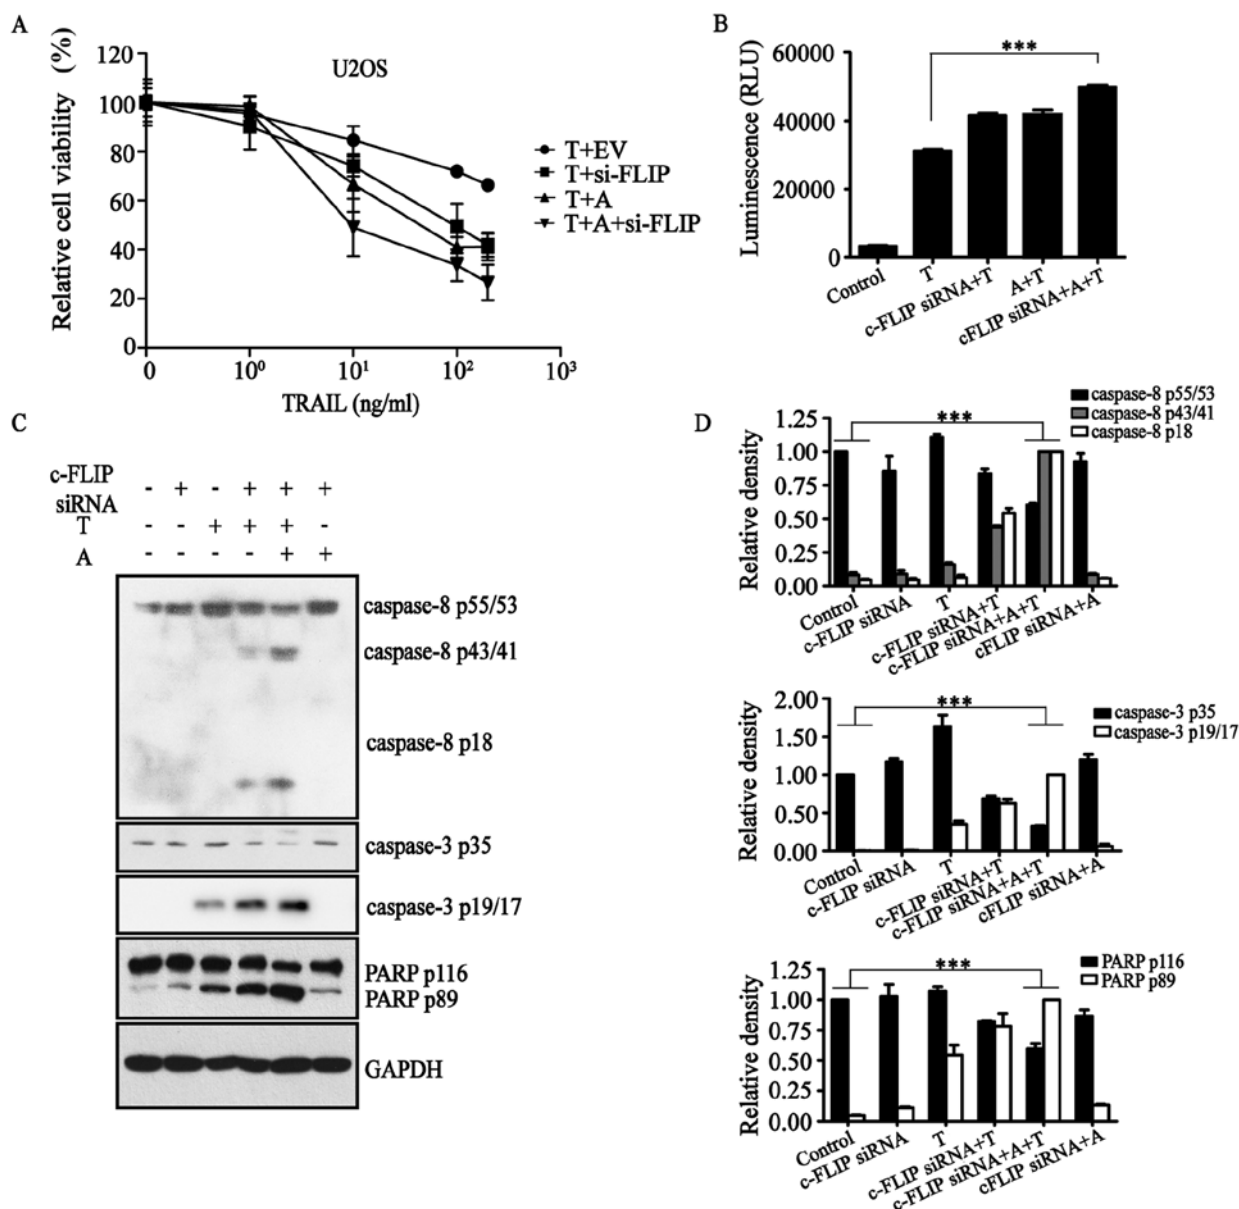 A
Relative cell viability (%)
120
100
80
60
40
20
0
U2OS
T+EV
T+si-FLIP
T+A
T+A+si-FLIP
0
10⁰
10¹
10²
10³
TRAIL (ng/ml)
B
Luminescence (RLU)
60000
40000
20000
0
***
Control
T
c-FLIP siRNA+T
A+T
cFLIP siRNA+A+T
C
c-FLIP
siRNA
- + - + + +
T
- - + + + -
A
- - - - + +
caspase-8 p55/53
caspase-8 p43/41
caspase-8 p18
caspase-3 p35
caspase-3 p19/17
PARP p116
PARP p89
GAPDH
D
caspase-8 p55/53
caspase-8 p43/41
caspase-8 p18
***
Relative density
1.25
1.00
0.75
0.50
0.25
0.00
Control
c-FLIP siRNA
T
c-FLIP siRNA+T
c-FLIP siRNA+A+T
cFLIP siRNA+A
caspase-3 p35
caspase-3 p19/17
***
Relative density
2.00
1.50
1.00
0.50
0.00
Control
c-FLIP siRNA
T
c-FLIP siRNA+T
c-FLIP siRNA+A+T
cFLIP siRNA+A
PARP p116
PARP p89
***
Relative density
1.25
1.00
0.75
0.50
0.25
0.00
Control
c-FLIP siRNA
T
c-FLIP siRNA+T
c-FLIP siRNA+A+T
cFLIP siRNA+A